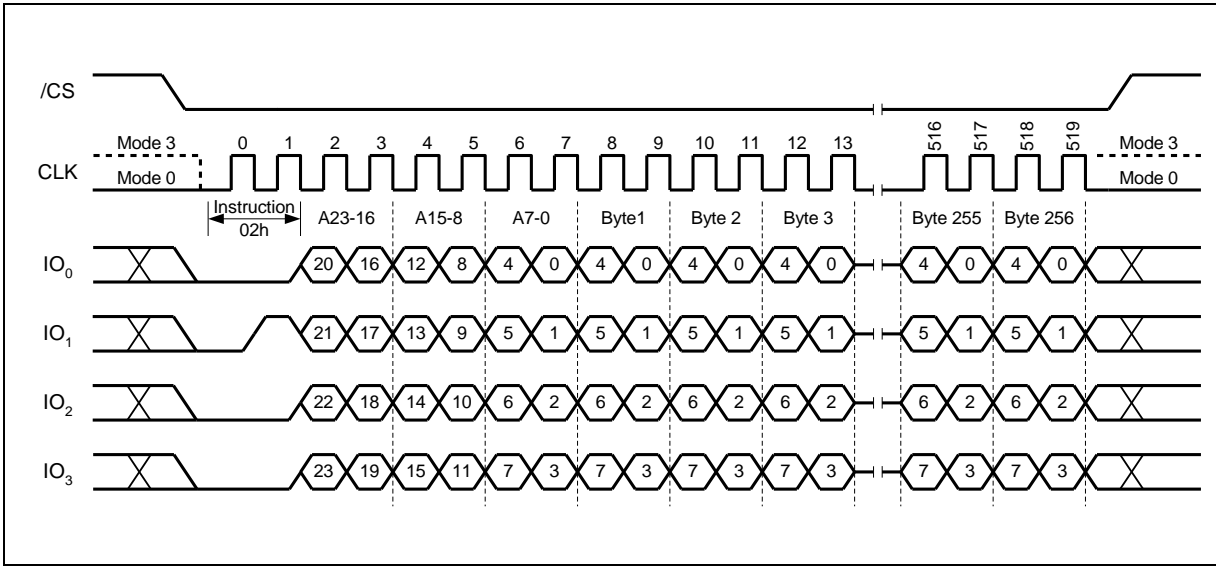 /CS
Mode 3 0 1 2 3 4 5 6 7 8 9 10 11 12 13 516 517 518 519 Mode 3
CLK
Mode 0 Mode 0
Instruction
02h
A23-16 A15-8 A7-0 Byte1 Byte 2 Byte 3 Byte 255 Byte 256
IO0 20 16 12 8 4 0 4 0 4 0 4 0 4 0 4 0
IO1 21 17 13 9 5 1 5 1 5 1 5 1 5 1 5 1
IO2 22 18 14 10 6 2 6 2 6 2 6 2 6 2 6 2
IO3 23 19 15 11 7 3 7 3 7 3 7 3 7 3 7 3